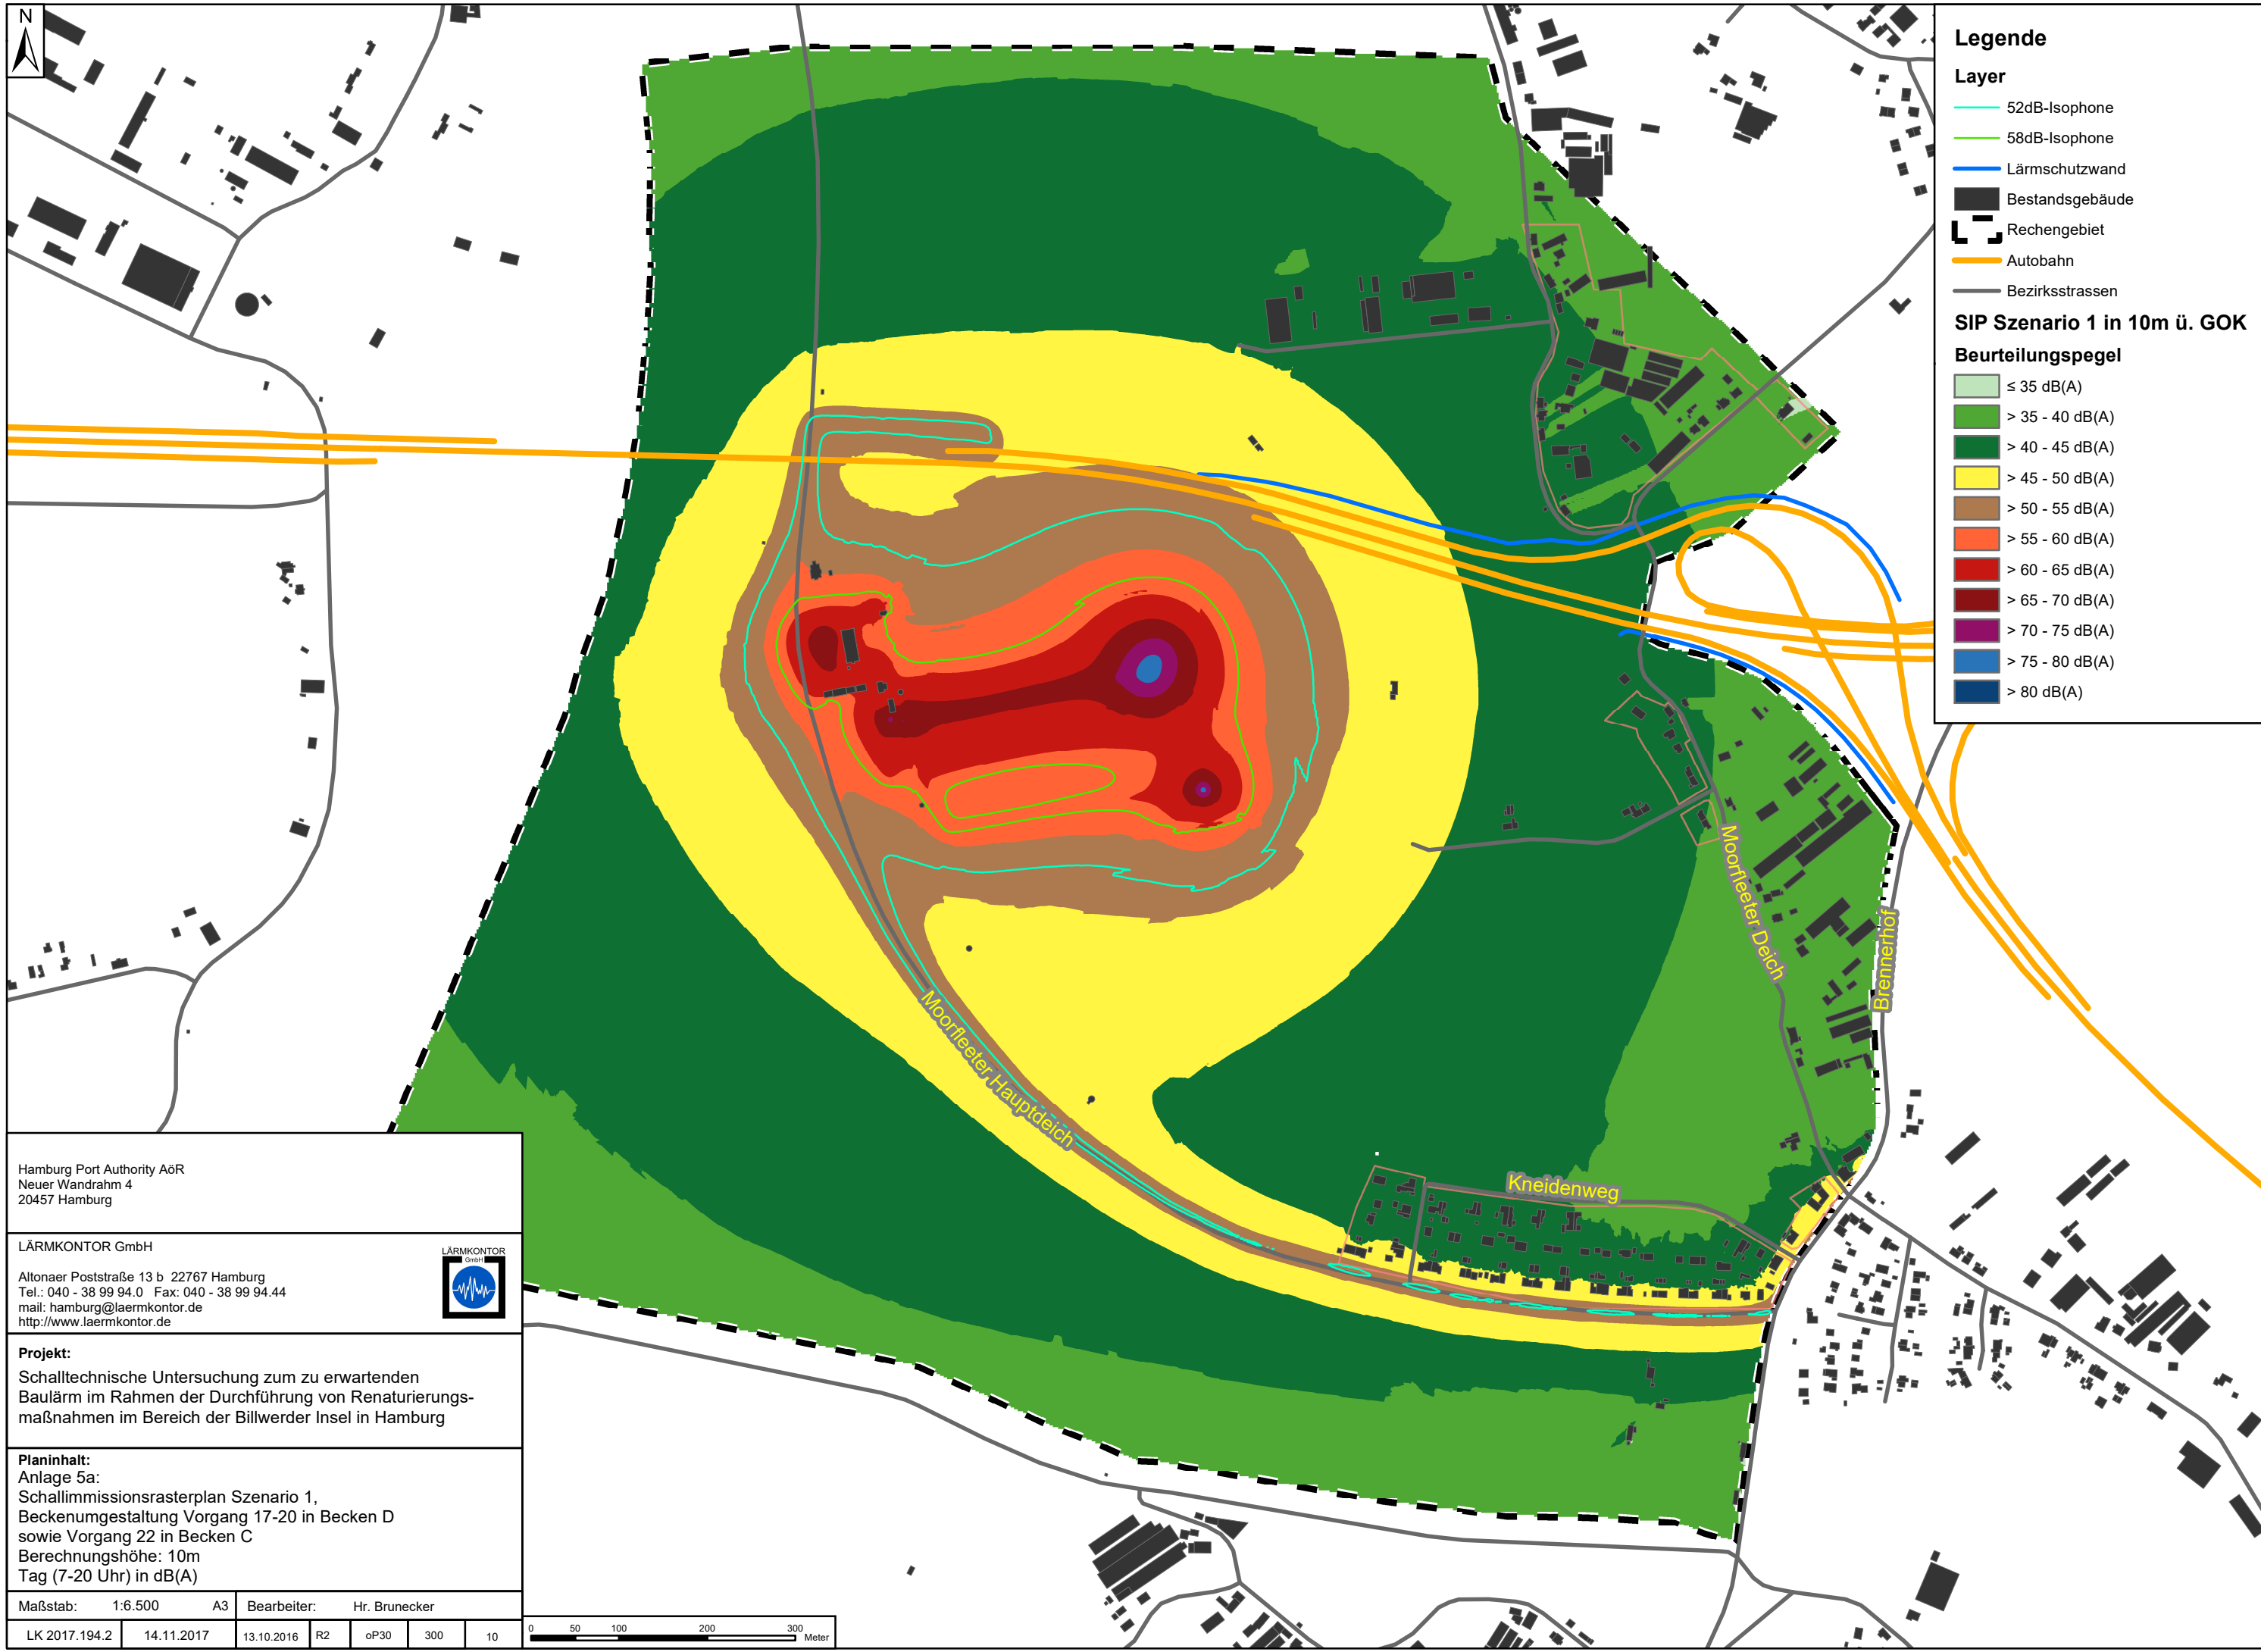 N
Legende
Layer
52dB-Isophone
58dB-Isophone
Lärmschutzwand
Bestandsgebäude
Rechengebiet
Autobahn
Bezirksstrassen
SIP Szenario 1 in 10m ü. GOK
Beurteilungspegel
≤ 35 dB(A)
> 35 - 40 dB(A)
> 40 - 45 dB(A)
> 45 - 50 dB(A)
> 50 - 55 dB(A)
> 55 - 60 dB(A)
> 60 - 65 dB(A)
> 65 - 70 dB(A)
> 70 - 75 dB(A)
> 75 - 80 dB(A)
> 80 dB(A)
Moorfleeter Deich
Brennerhof
Moorfleeter Hauptdeich
Kneidenweg
Hamburg Port Authority AöR
Neuer Wandrahm 4
20457 Hamburg
LÄRMKONTOR GmbH
Altonaer Poststraße 13 b 22767 Hamburg
Tel.: 040 - 38 99 94.0 Fax: 040 - 38 99 94.44
mail: hamburg@laermkontor.de
http://www.laermkontor.de
LÄRMKONTOR
GmbH
Projekt:
Schalltechnische Untersuchung zum zu erwartenden
Baulärm im Rahmen der Durchführung von Renaturierungs-
maßnahmen im Bereich der Billwerder Insel in Hamburg
Planinhalt:
Anlage 5a:
Schallimmissionsrasterplan Szenario 1,
Beckenumgestaltung Vorgang 17-20 in Becken D
sowie Vorgang 22 in Becken C
Berechnungshöhe: 10m
Tag (7-20 Uhr) in dB(A)
Maßstab: 1:6.500 A3 Bearbeiter: Hr. Brunecker
LK 2017.194.2 14.11.2017 13.10.2016 R2 oP30 300 10
0 50 100 200 300
Meter